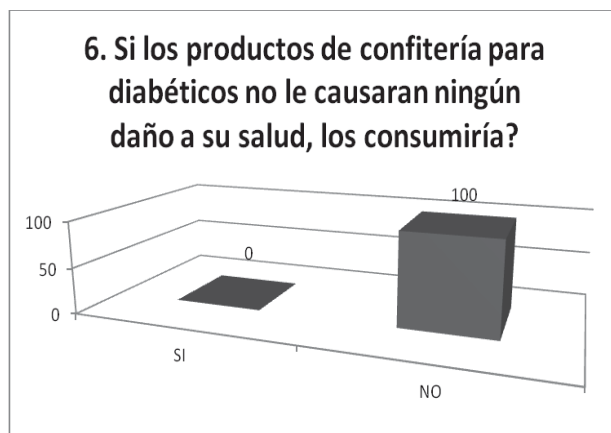 6. Si los productos de confitería para
diabéticos no le causaran ningún
daño a su salud, los consumiría?
100
100
50
0
0
SI
NO